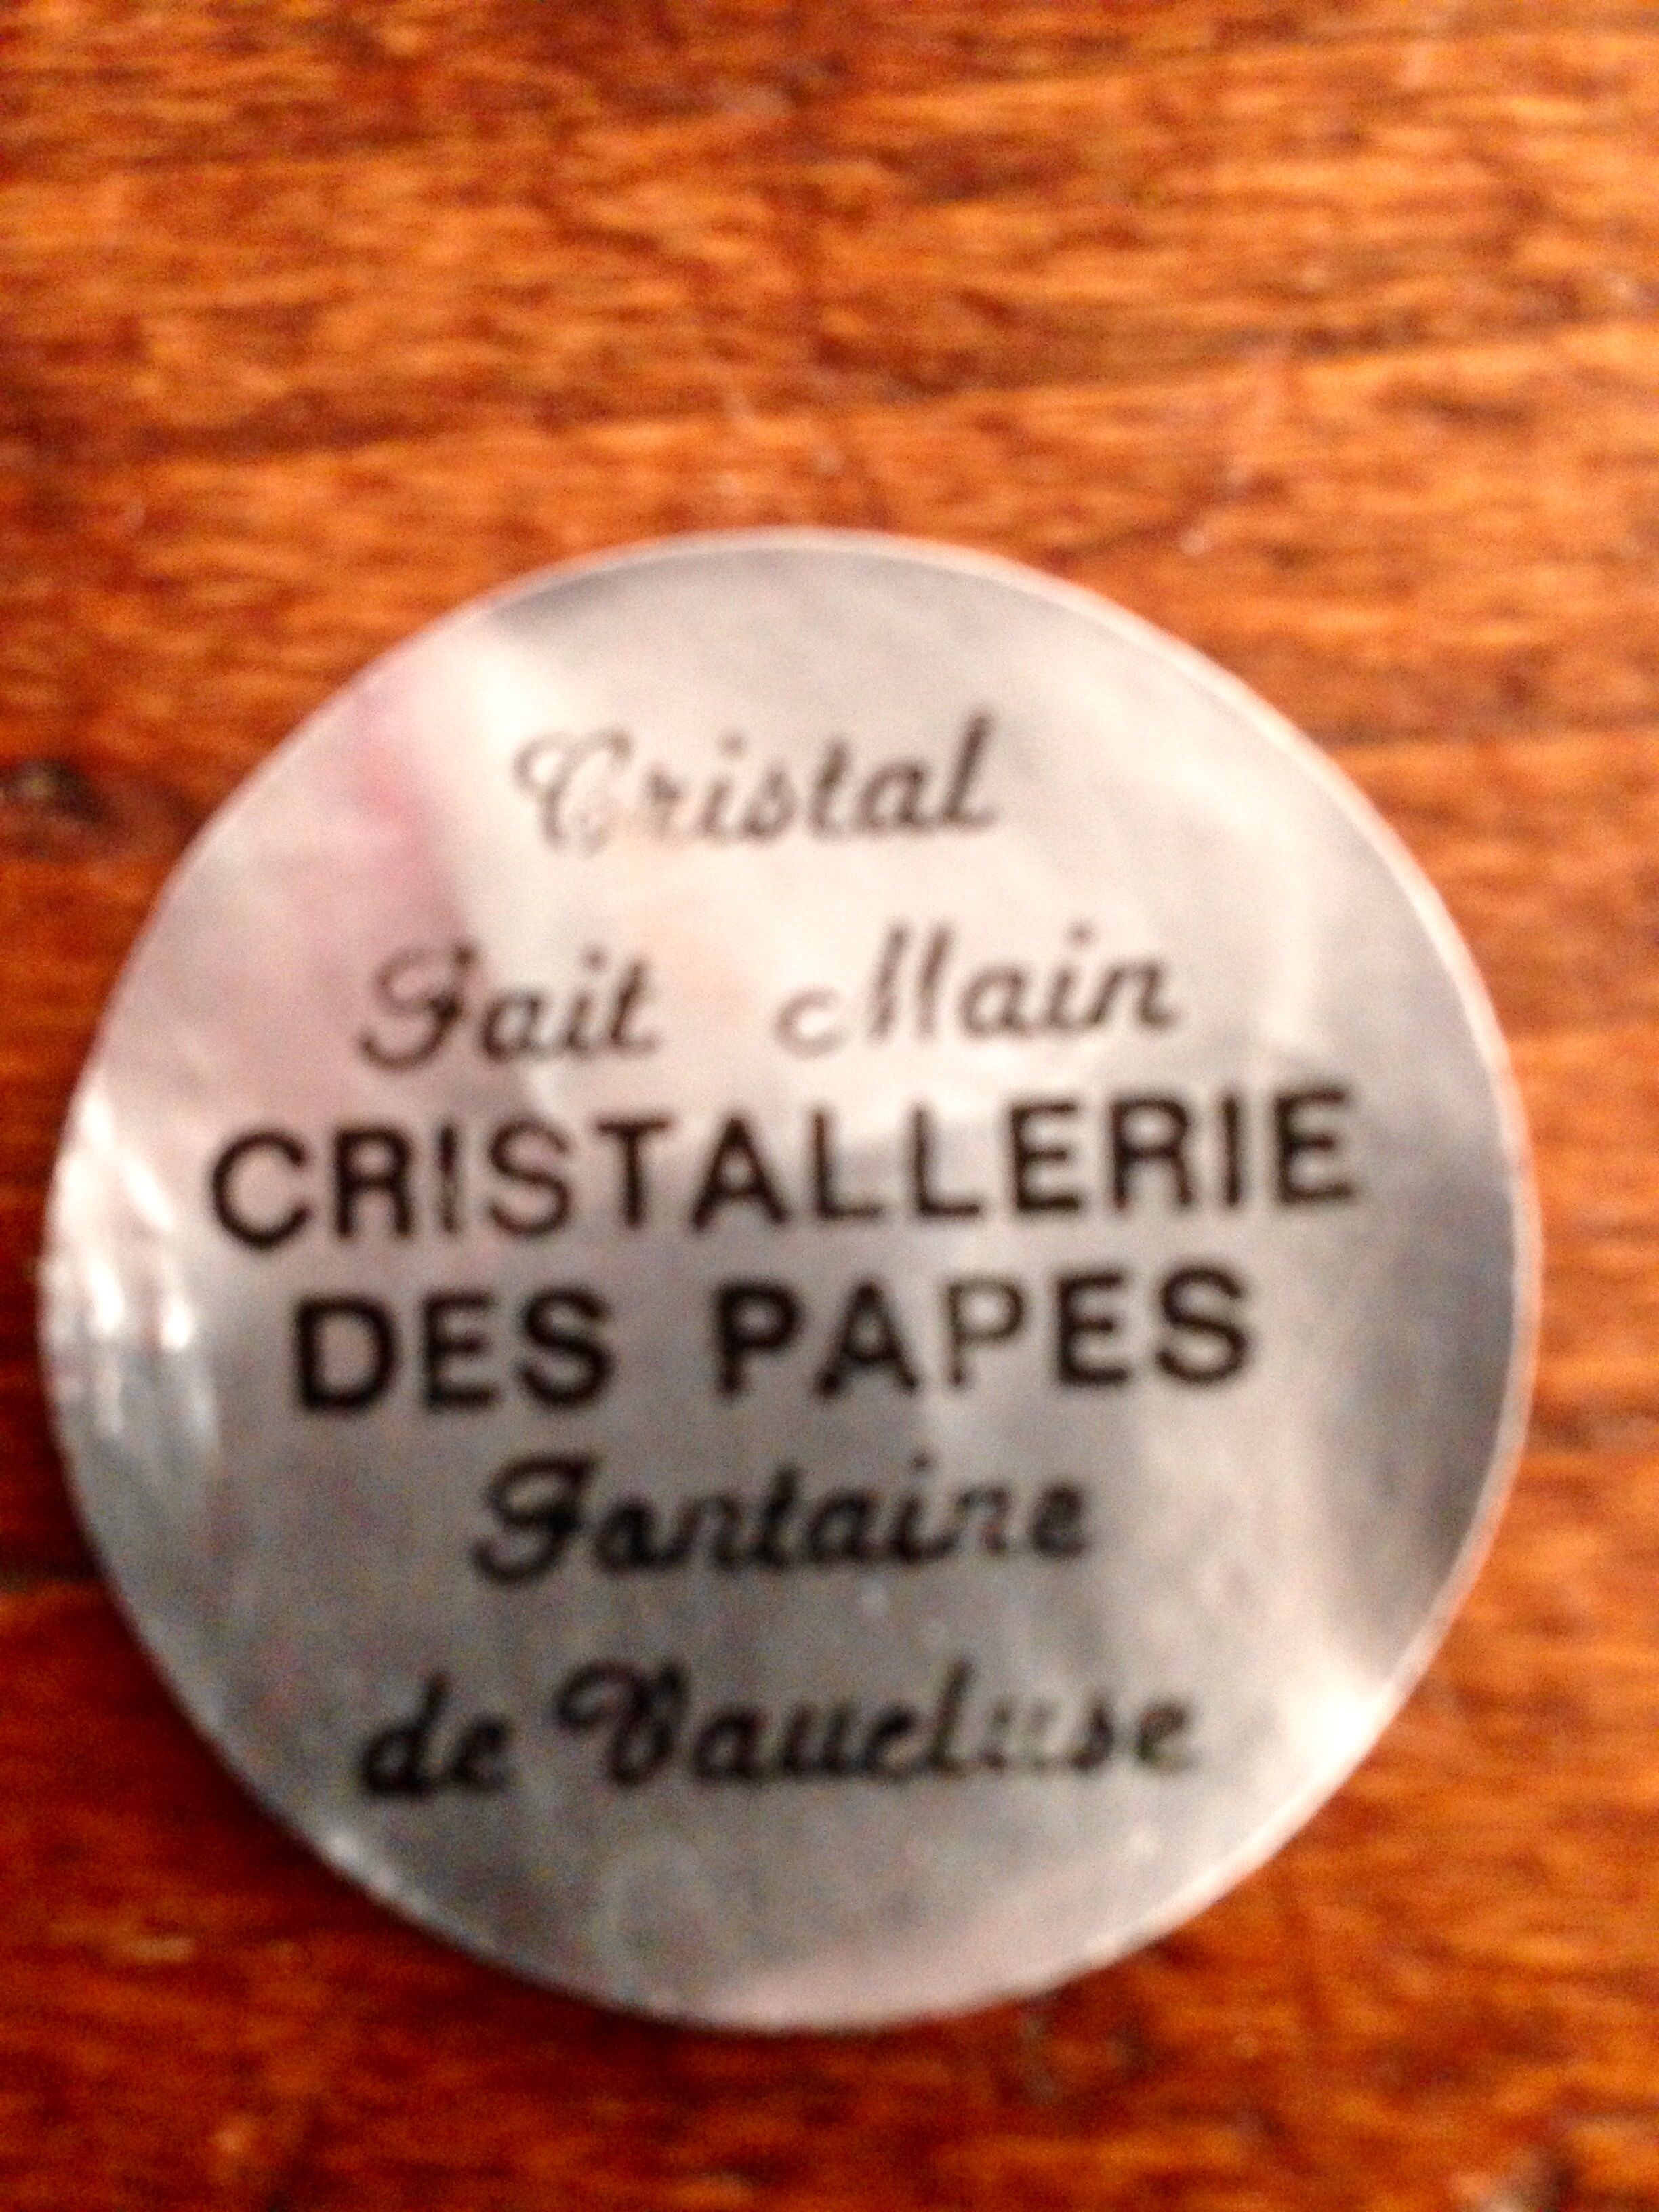 Cristal
Fait Main
CRISTALLERIE
DES PAPES
Fontaine
de Vaucluse